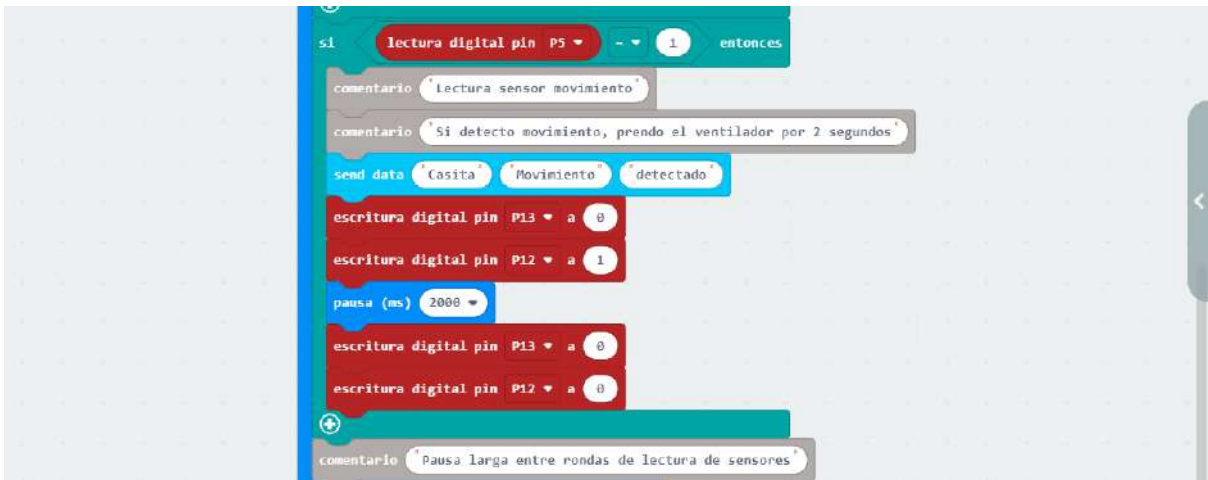 si lectura digital pin P5 = 1 entonces
comentario "Lectura sensor movimiento"
comentario "Si detecto movimiento, prendo el ventilador por 2 segundos"
send data "Casita" "Movimiento" "detectado"
escritura digital pin P13 a 0
escritura digital pin P12 a 1
pausa (ms) 2000
escritura digital pin P13 a 0
escritura digital pin P12 a 0
comentario "Pausa larga entre rondas de lectura de sensores"